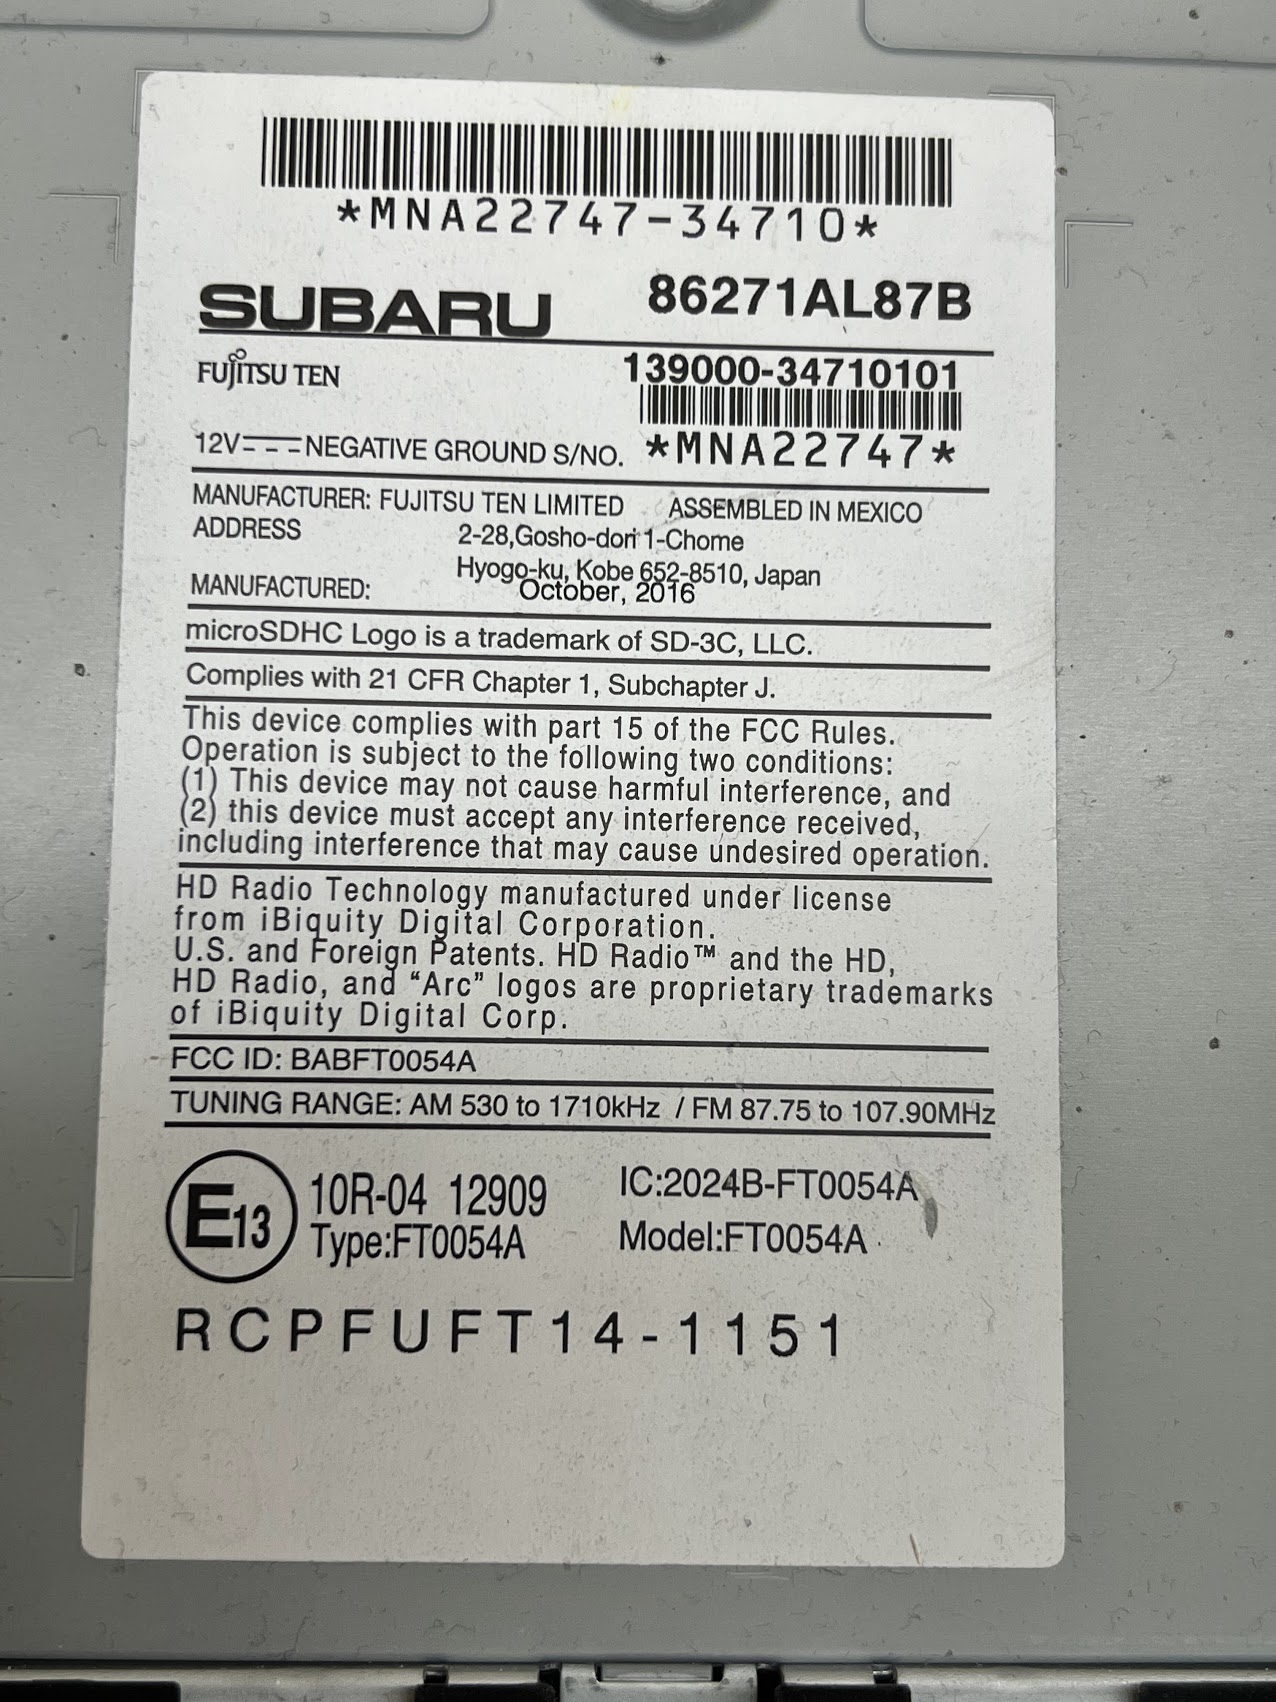 *MNA22747-34710*
SUBARU 86271AL87B
FUJITSU TEN 139000-34710101
12V NEGATIVE GROUND S/NO. *MNA22747*
MANUFACTURER: FUJITSU TEN LIMITED ASSEMBLED IN MEXICO
ADDRESS 2-28,Gosho-dori 1-Chome
Hyogo-ku, Kobe 652-8510, Japan
MANUFACTURED: October, 2016
microSDHC Logo is a trademark of SD-3C, LLC.
Complies with 21 CFR Chapter 1, Subchapter J.
This device complies with part 15 of the FCC Rules.
Operation is subject to the following two conditions:
(1) This device may not cause harmful interference, and
(2) this device must accept any interference received,
including interference that may cause undesired operation.
HD Radio Technology manufactured under license
from iBiquity Digital Corporation.
U.S. and Foreign Patents. HD Radio™ and the HD,
HD Radio, and “Arc” logos are proprietary trademarks
of iBiquity Digital Corp.
FCC ID: BABFT0054A
TUNING RANGE: AM 530 to 1710kHz / FM 87.75 to 107.90MHz
E13 10R-04 12909 IC:2024B-FT0054A
Type:FT0054A Model:FT0054A
RCPFUFT14-1151